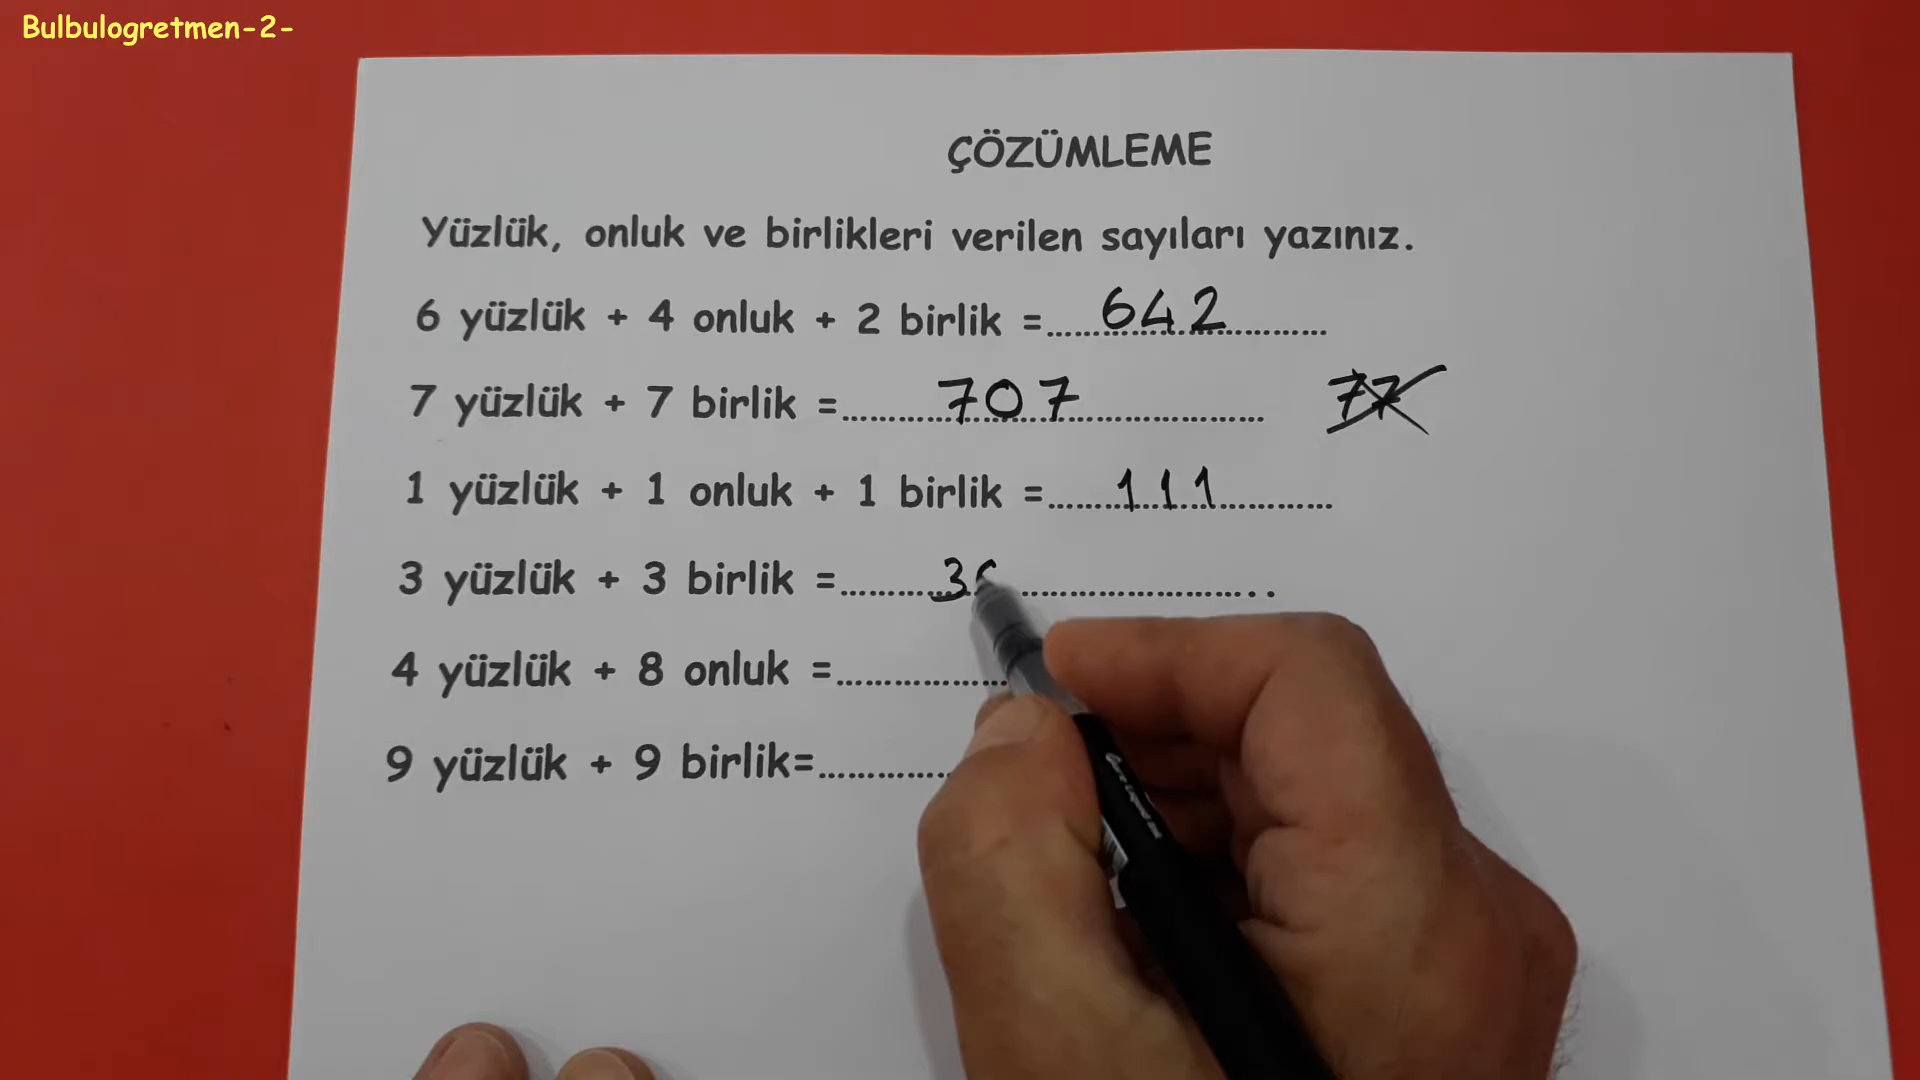 Bulbulogretmen-2-
ÇÖZÜMLEME
Yüzlük, onluk ve birlikleri verilen sayıları yazınız.
6 yüzlük + 4 onluk + 2 birlik =......642..........
7 yüzlük + 7 birlik =......707.......... 77
1 yüzlük + 1 onluk + 1 birlik =......111..........
3 yüzlük + 3 birlik =......3
4 yüzlük + 8 onluk =..........
9 yüzlük + 9 birlik=..........